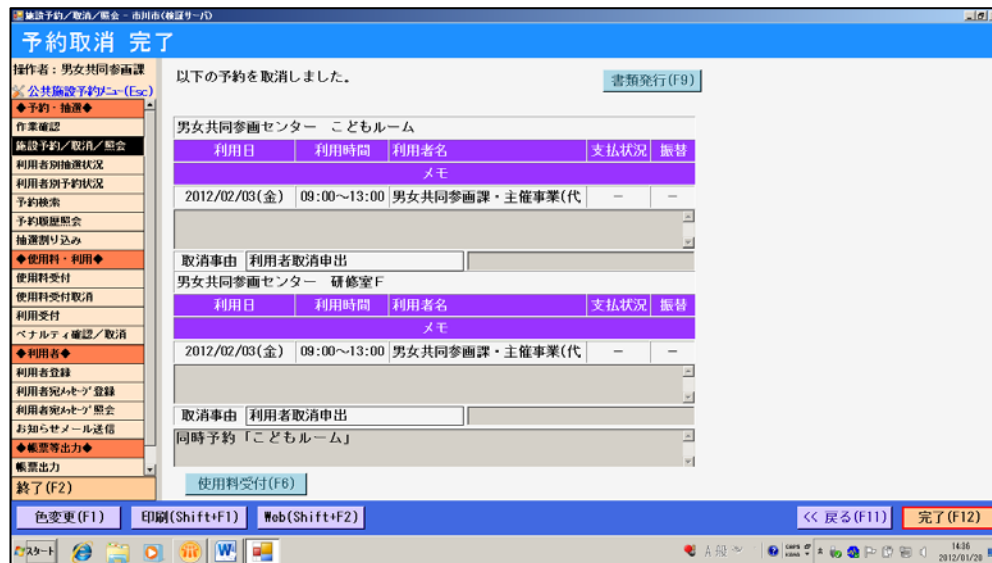 施設予約／取消／照会 - 市川市(検証サーバ)
予約取消 完了
操作者：男女共同参画課
公共施設予約ﾒﾆｭｰ(Esc)
◆予約・抽選◆
作業確認
施設予約／取消／照会
利用者別抽選状況
利用者別予約状況
予約検索
予約履歴照会
抽選割り込み
◆使用料・利用◆
使用料受付
使用料受付取消
利用受付
ペナルティ確認／取消
◆利用者◆
利用者登録
利用者宛ﾒｯｾｰｼﾞ登録
利用者宛ﾒｯｾｰｼﾞ照会
お知らせメール送信
◆帳票等出力◆
帳票出力
終了(F2)
以下の予約を取消しました。
書類発行(F9)
男女共同参画センター こどもルーム
利用日 利用時間 利用者名 支払状況 振替
メモ
2012/02/03(金) 09:00～13:00 男女共同参画課・主催事業(代 － －
取消事由 利用者取消申出
男女共同参画センター 研修室F
利用日 利用時間 利用者名 支払状況 振替
メモ
2012/02/03(金) 09:00～13:00 男女共同参画課・主催事業(代 － －
取消事由 利用者取消申出
同時予約「こどもルーム」
使用料受付(F6)
色変更(F1) 印刷(Shift+F1) Web(Shift+F2) << 戻る(F11) 完了(F12)
スタート A 般 CAPS KANA 14:36
2012/01/20